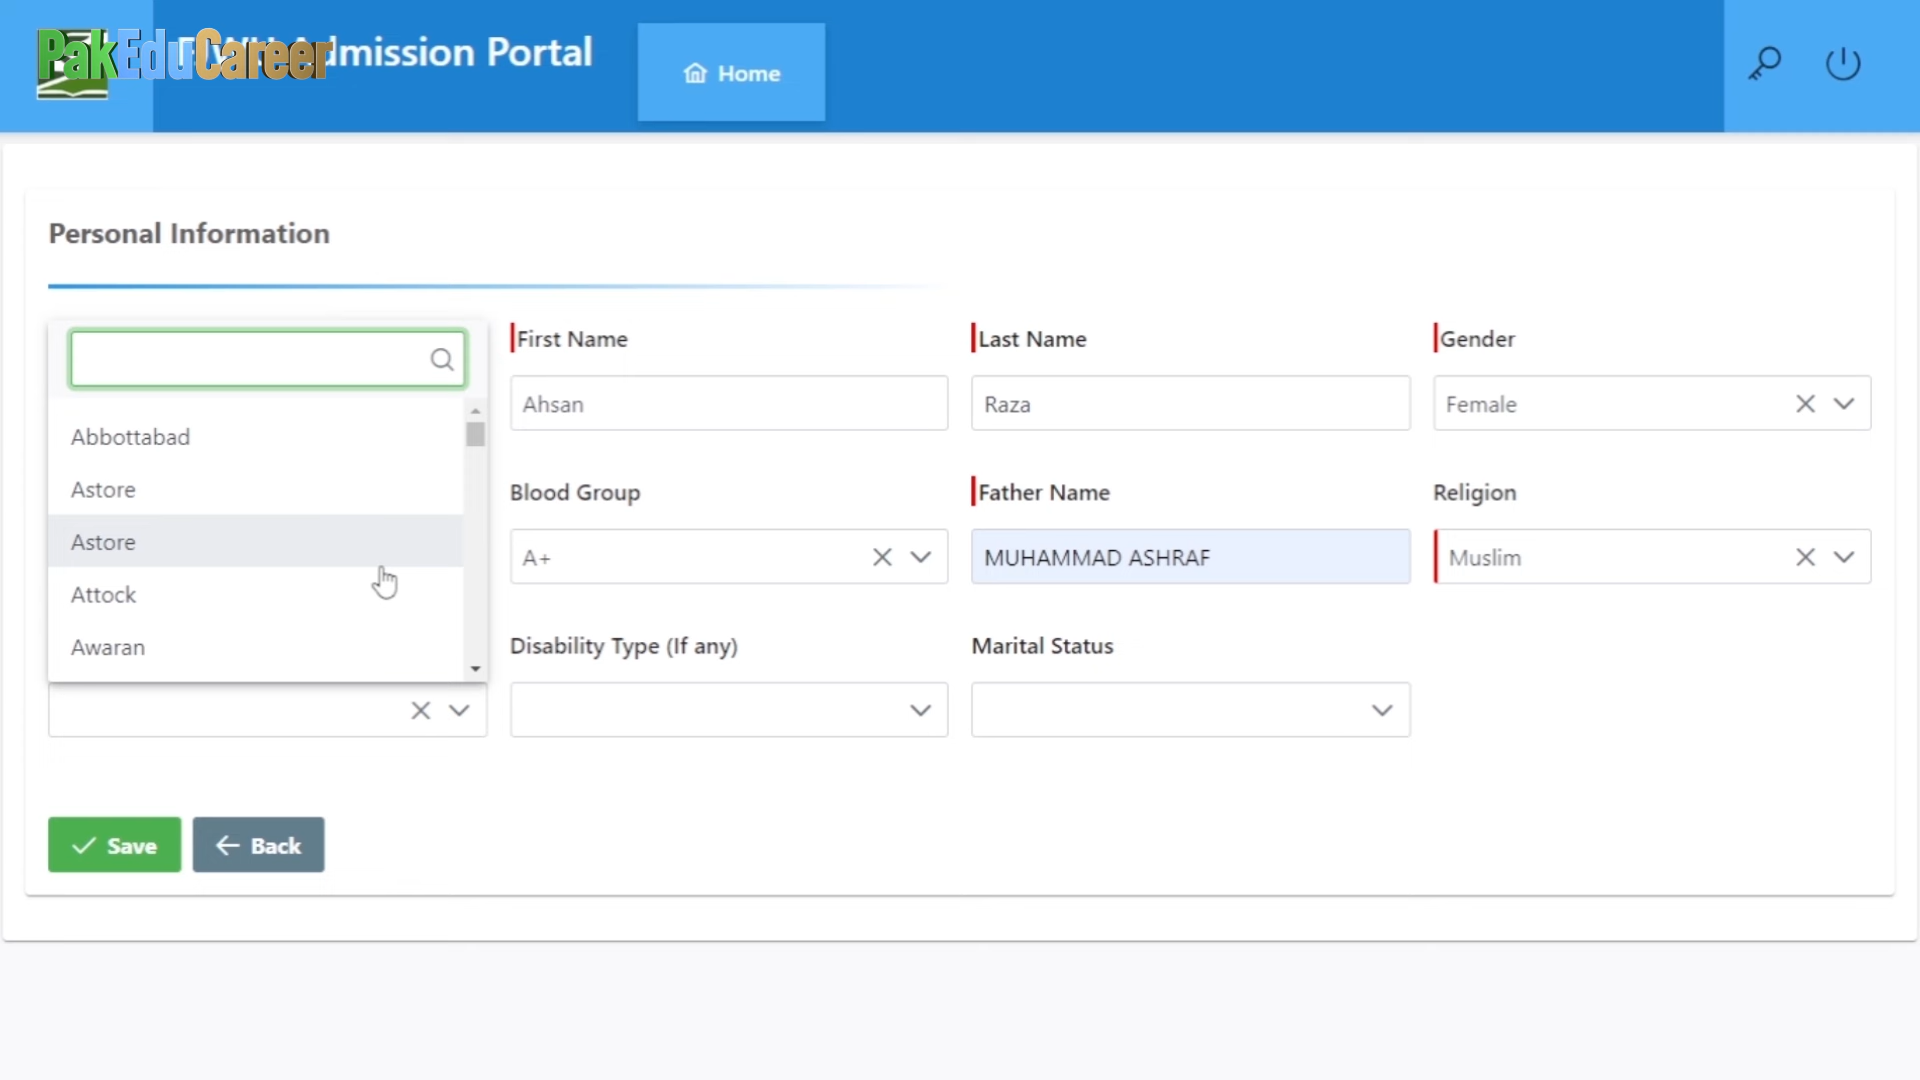 PakEduCareer
Admission Portal
Home
Personal Information
First Name
Last Name
Gender
Abbottabad
Astore
Astore
Attock
Awaran
Ahsan
Raza
Female
Blood Group
Father Name
Religion
A+
MUHAMMAD ASHRAF
Muslim
Disability Type (If any)
Marital Status
Save
Back